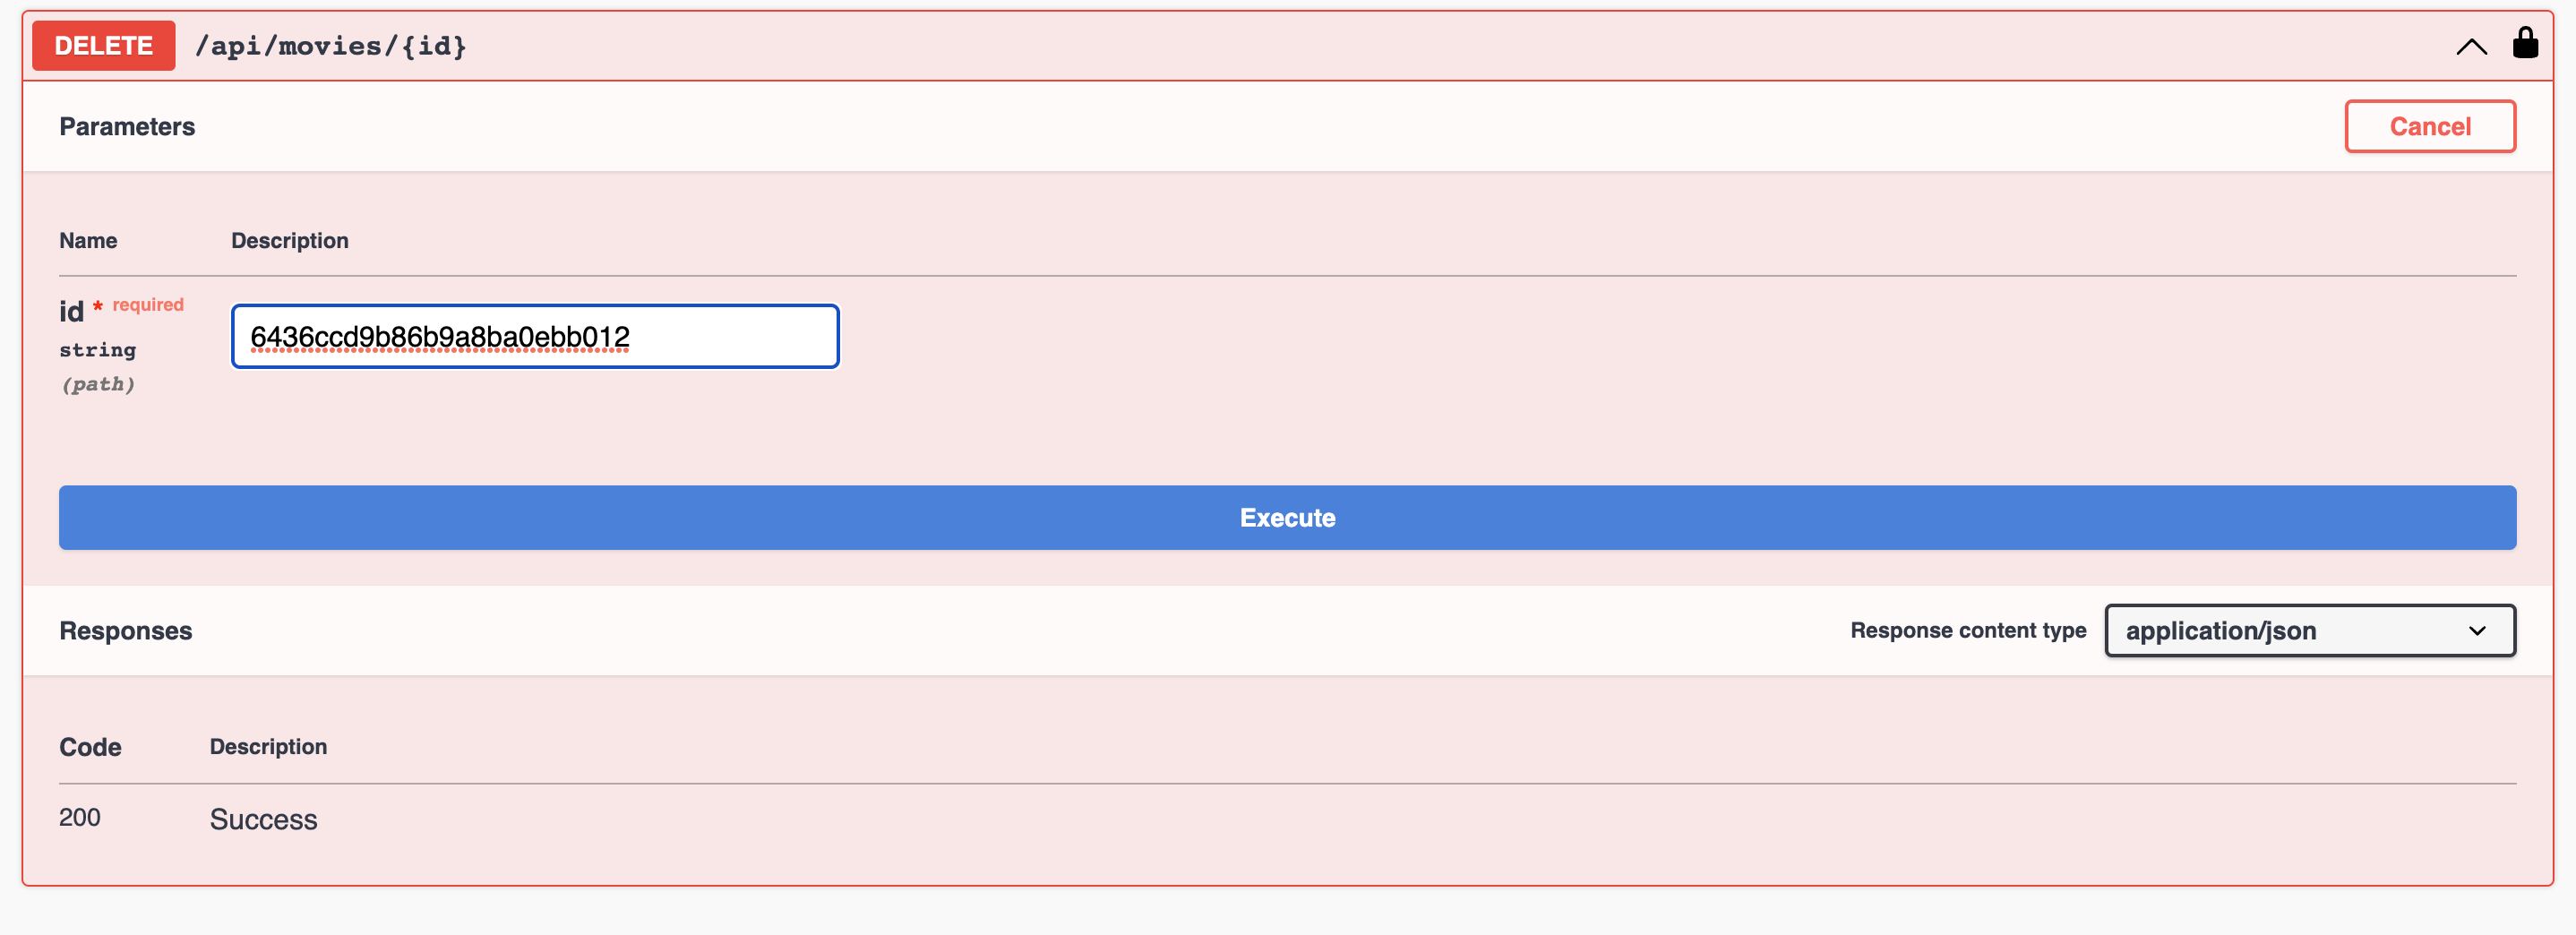 DELETE /api/movies/{id}
Parameters Cancel
Name Description
id * required
string
(path)
6436ccd9b86b9a8ba0ebb012
Execute
Responses Response content type application/json
Code Description
200 Success